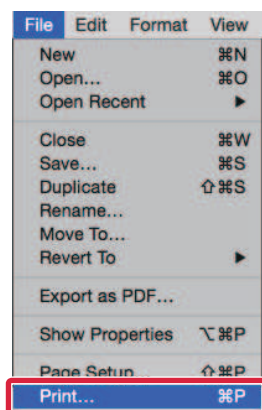 File Edit Format View
New ⌘N
Open... ⌘O
Open Recent ▶
Close ⌘W
Save... ⌘S
Duplicate ⇧⌘S
Rename...
Move To...
Revert To ▶
Export as PDF...
Show Properties ⌥⌘P
Page Setup... ⇧⌘P
Print... ⌘P